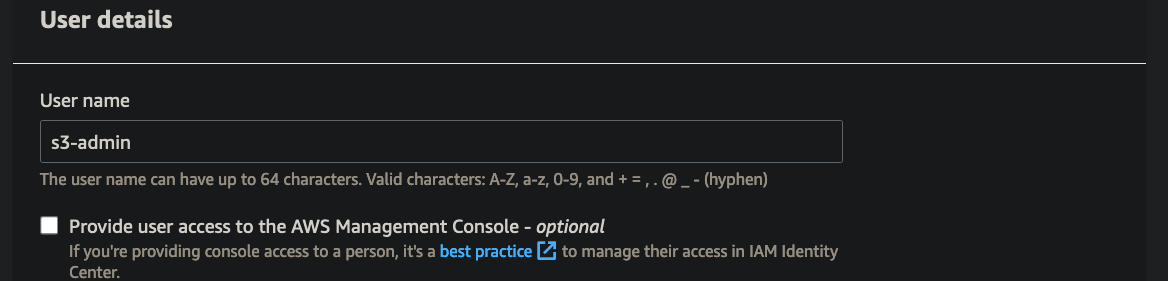 User details
User name
s3-admin
The user name can have up to 64 characters. Valid characters: A-Z, a-z, 0-9, and + = , . @ _ - (hyphen)
Provide user access to the AWS Management Console - optional
If you're providing console access to a person, it's a best practice to manage their access in IAM Identity
Center.